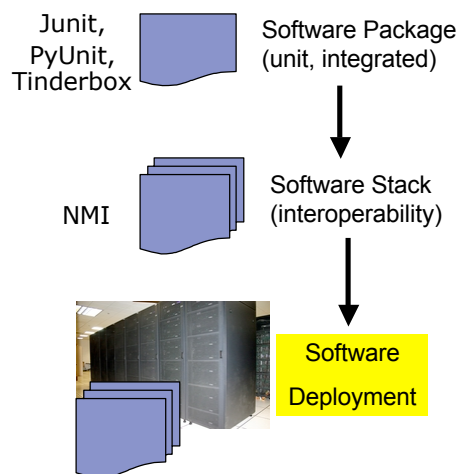 Junit,
PyUnit,
Tinderbox
Software Package
(unit, integrated)
NMI
Software Stack
(interoperability)
Software
Deployment